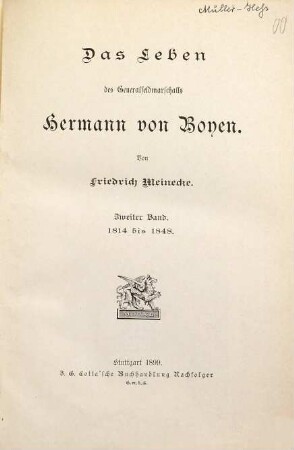 Müller-Hess
Das Leben
des Generalfeldmarschalls
Hermann von Boyen.
Von
Friedrich Meinecke.
Zweiter Band.
1814 bis 1848.
Stuttgart 1899.
J. G. Cotta'sche Buchhandlung Nachfolger
G. m. b. H.